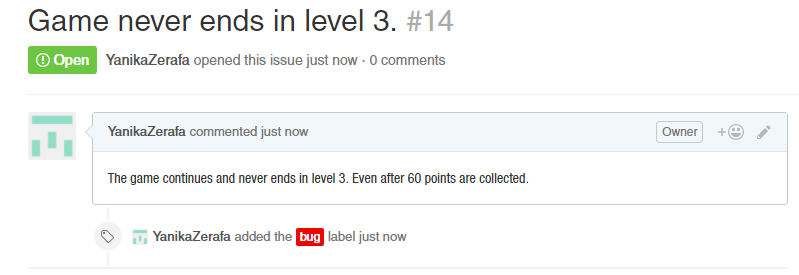 Game never ends in level 3. #14
Open YanikaZerafa opened this issue just now · 0 comments
YanikaZerafa commented just now Owner
The game continues and never ends in level 3. Even after 60 points are collected.
YanikaZerafa added the bug label just now